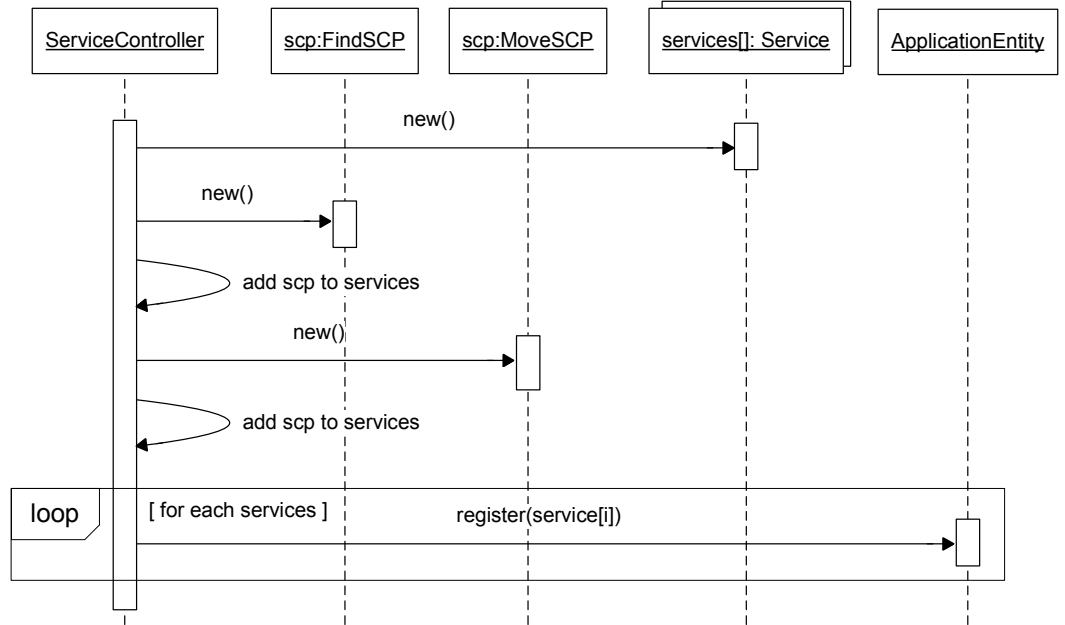 ServiceController
scp:FindSCP
scp:MoveSCP
services[]: Service
ApplicationEntity
new()
new()
add scp to services
new()
add scp to services
loop
[ for each services ]
register(service[i])